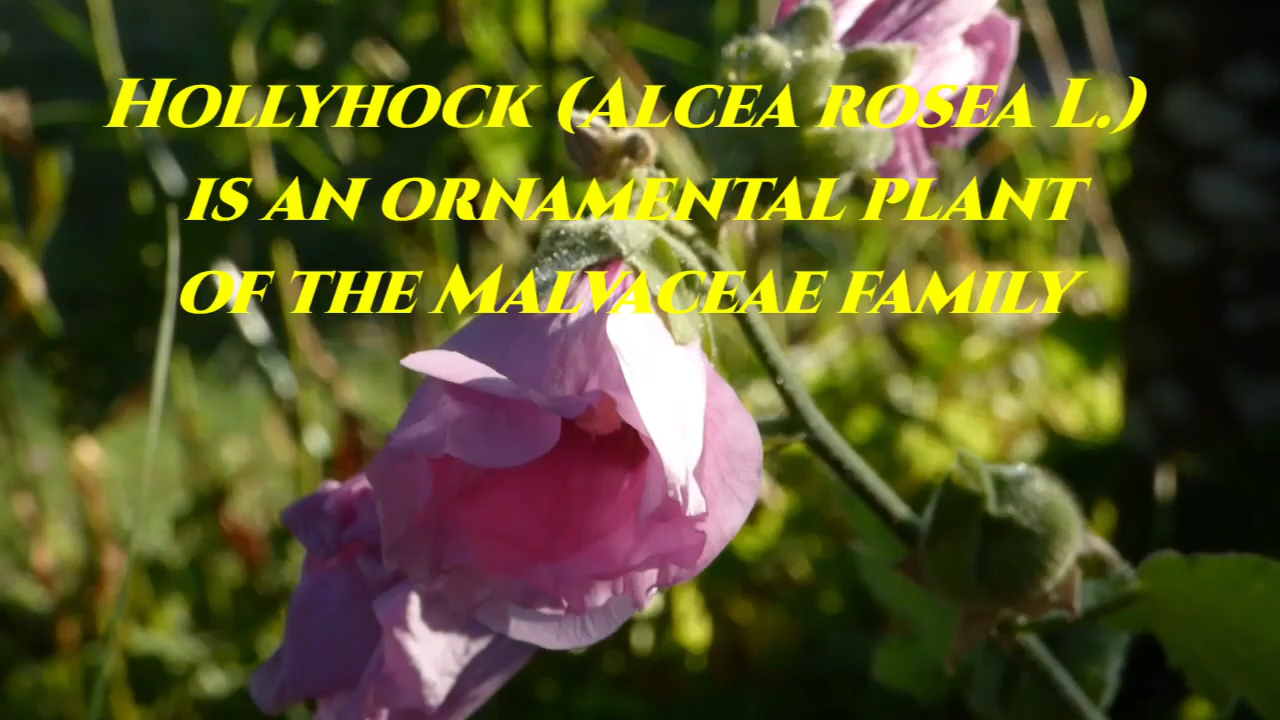 Hollyhock (Alcea rosea L.)
is an ornamental plant
of the Malvaceae family